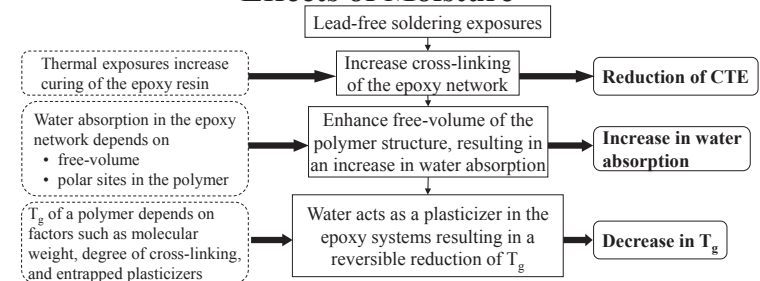 Effects of Moisture
Lead-free soldering exposures
Thermal exposures increase
curing of the epoxy resin
Increase cross-linking
of the epoxy network
Reduction of CTE
Water absorption in the epoxy
network depends on
• free-volume
• polar sites in the polymer
Enhance free-volume of the
polymer structure, resulting in
an increase in water absorption
Increase in water
absorption
Tg of a polymer depends on
factors such as molecular
weight, degree of cross-linking,
and entrapped plasticizers
Water acts as a plasticizer in the
epoxy systems resulting in a
reversible reduction of Tg
Decrease in Tg